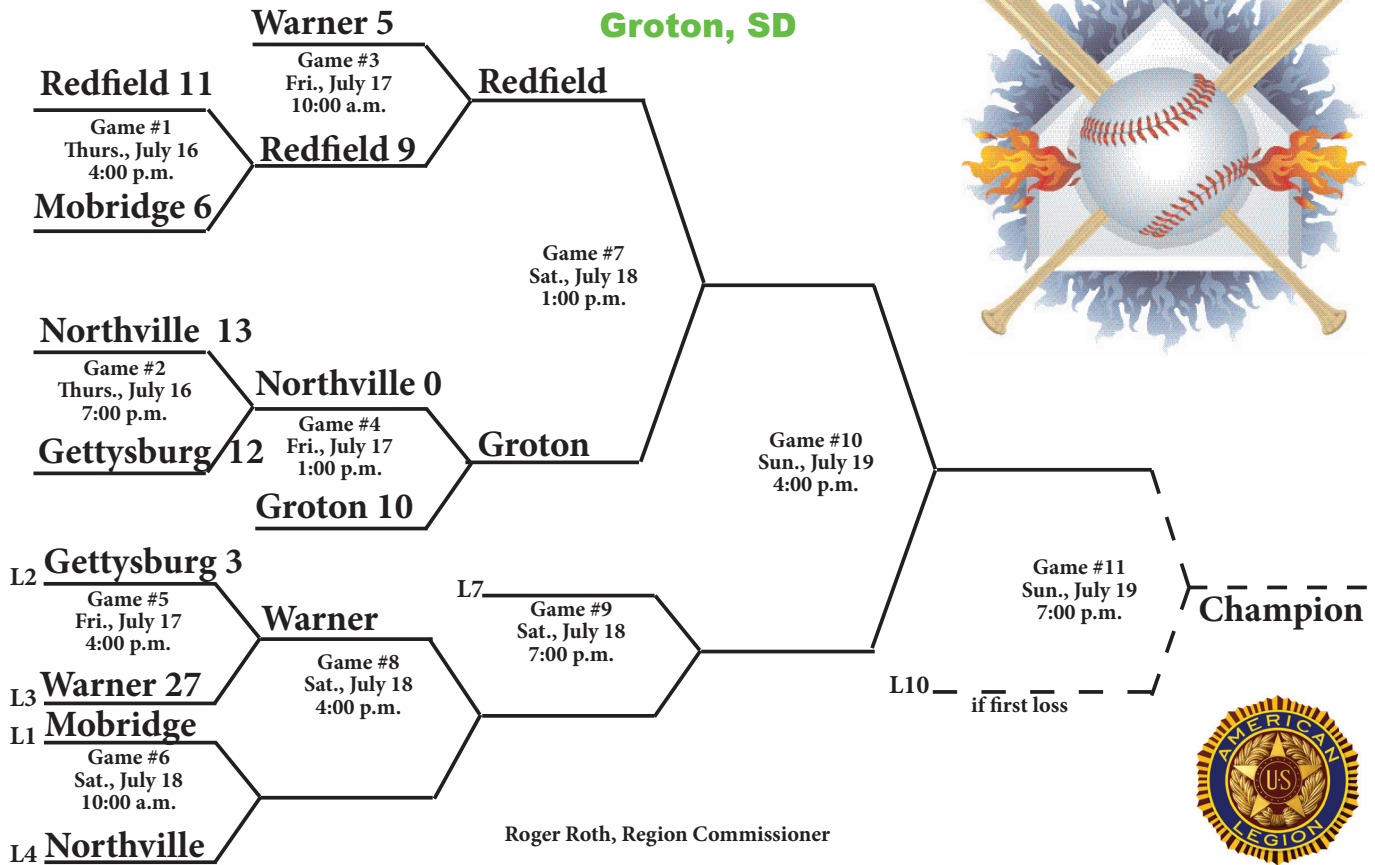 Groton, SD
Warner 5
Game #3
Fri., July 17
10:00 a.m.
Redfield 11
Game #1
Thurs., July 16
4:00 p.m.
Mobridge 6
Redfield 9
Redfield
Game #7
Sat., July 18
1:00 p.m.
Northville 13
Game #2
Thurs., July 16
7:00 p.m.
Gettysburg 12
Northville 0
Game #4
Fri., July 17
1:00 p.m.
Groton 10
Groton
Game #10
Sun., July 19
4:00 p.m.
L2 Gettysburg 3
Game #5
Fri., July 17
4:00 p.m.
L3 Warner 27
Warner
Game #8
Sat., July 18
4:00 p.m.
L1 Mobridge
Game #6
Sat., July 18
10:00 a.m.
L4 Northville
L7
Game #9
Sat., July 18
7:00 p.m.
Game #11
Sun., July 19
7:00 p.m.
L10
if first loss
Champion
Roger Roth, Region Commissioner
AMERICAN
U·S
LEGION